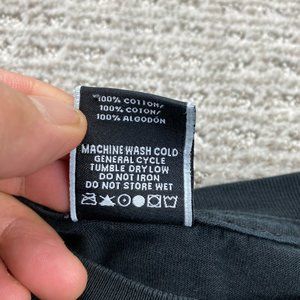 100% COTTON/
100% COTON/
100% ALGODÓN
MACHINE WASH COLD
GENERAL CYCLE
TUMBLE DRY LOW
DO NOT IRON
DO NOT STORE WET